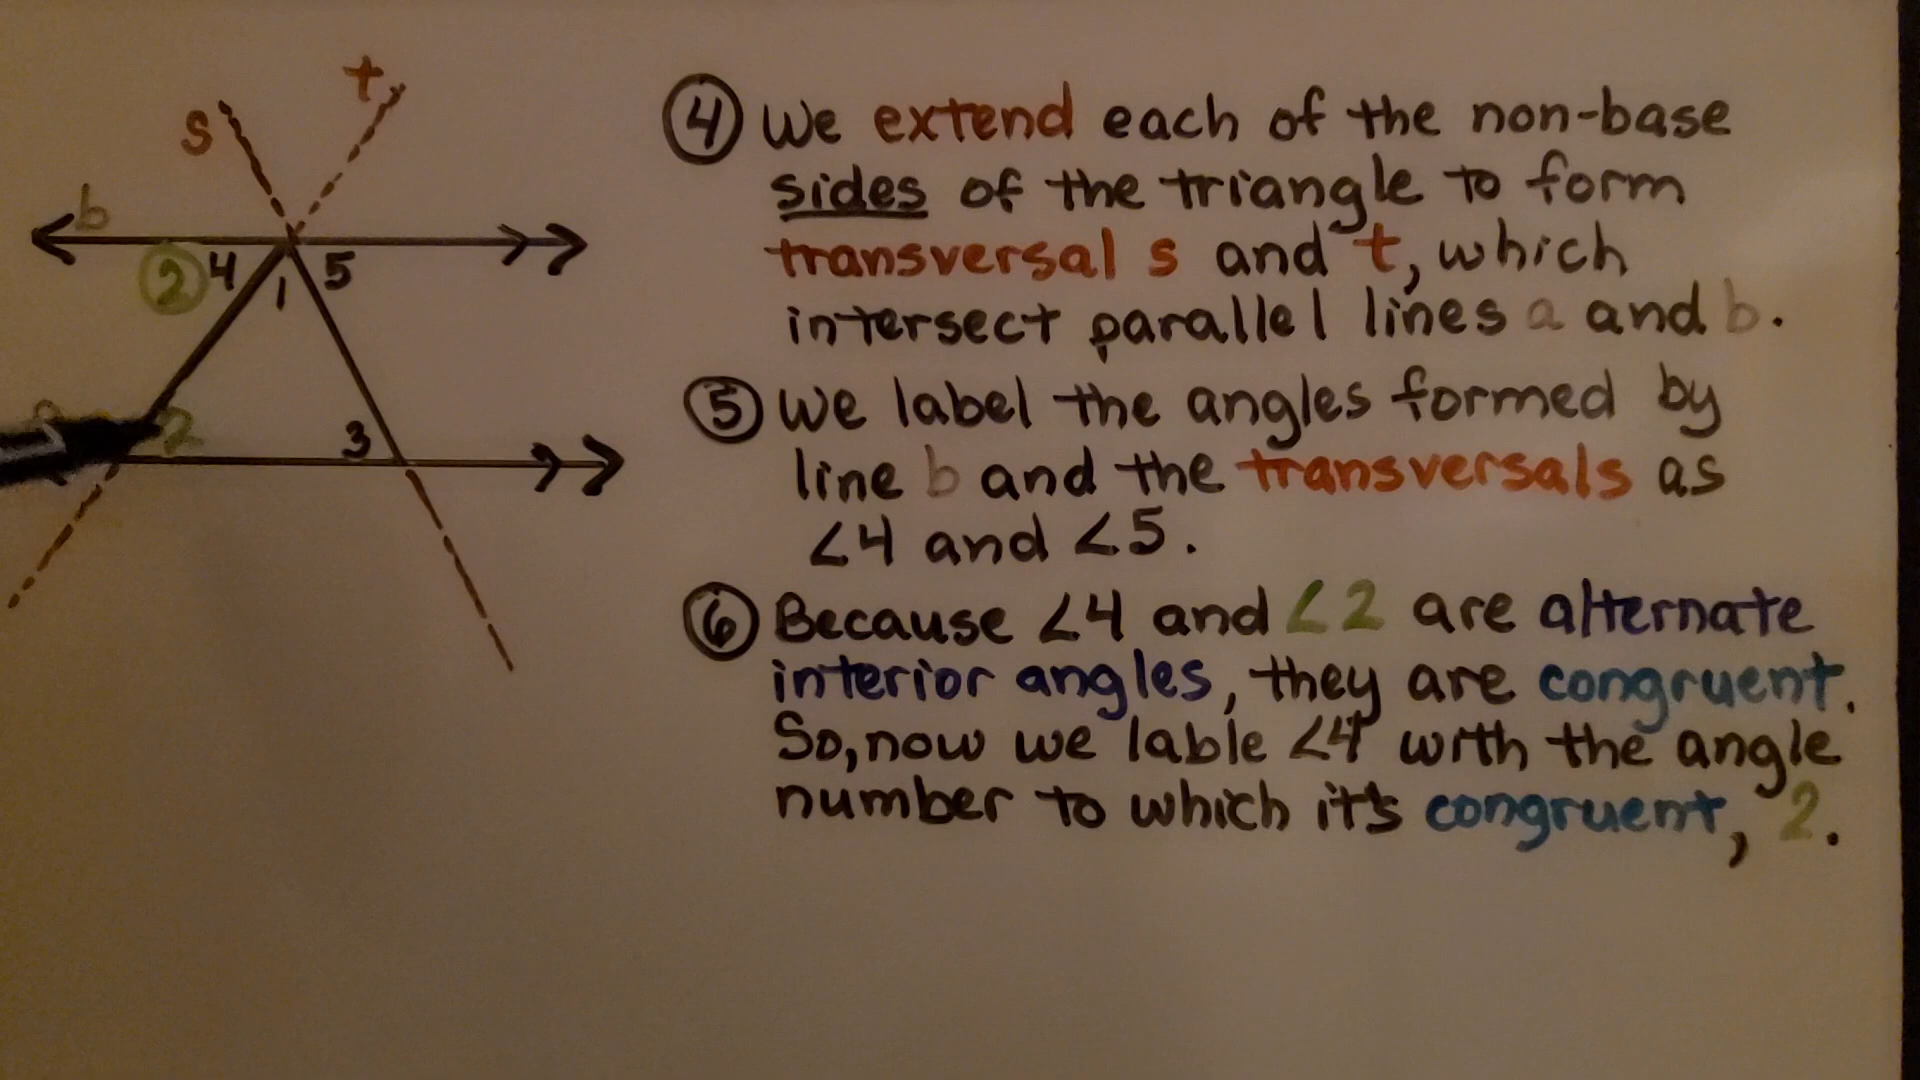 s
t
b
2 4 1 5
2 3
④ We extend each of the non-base
sides of the triangle to form
transversal s and t, which
intersect parallel lines a and b.
⑤ We label the angles formed by
line b and the transversals as
∠4 and ∠5.
⑥ Because ∠4 and ∠2 are alternate
interior angles, they are congruent.
So, now we lable ∠4 with the angle
number to which it's congruent, 2.